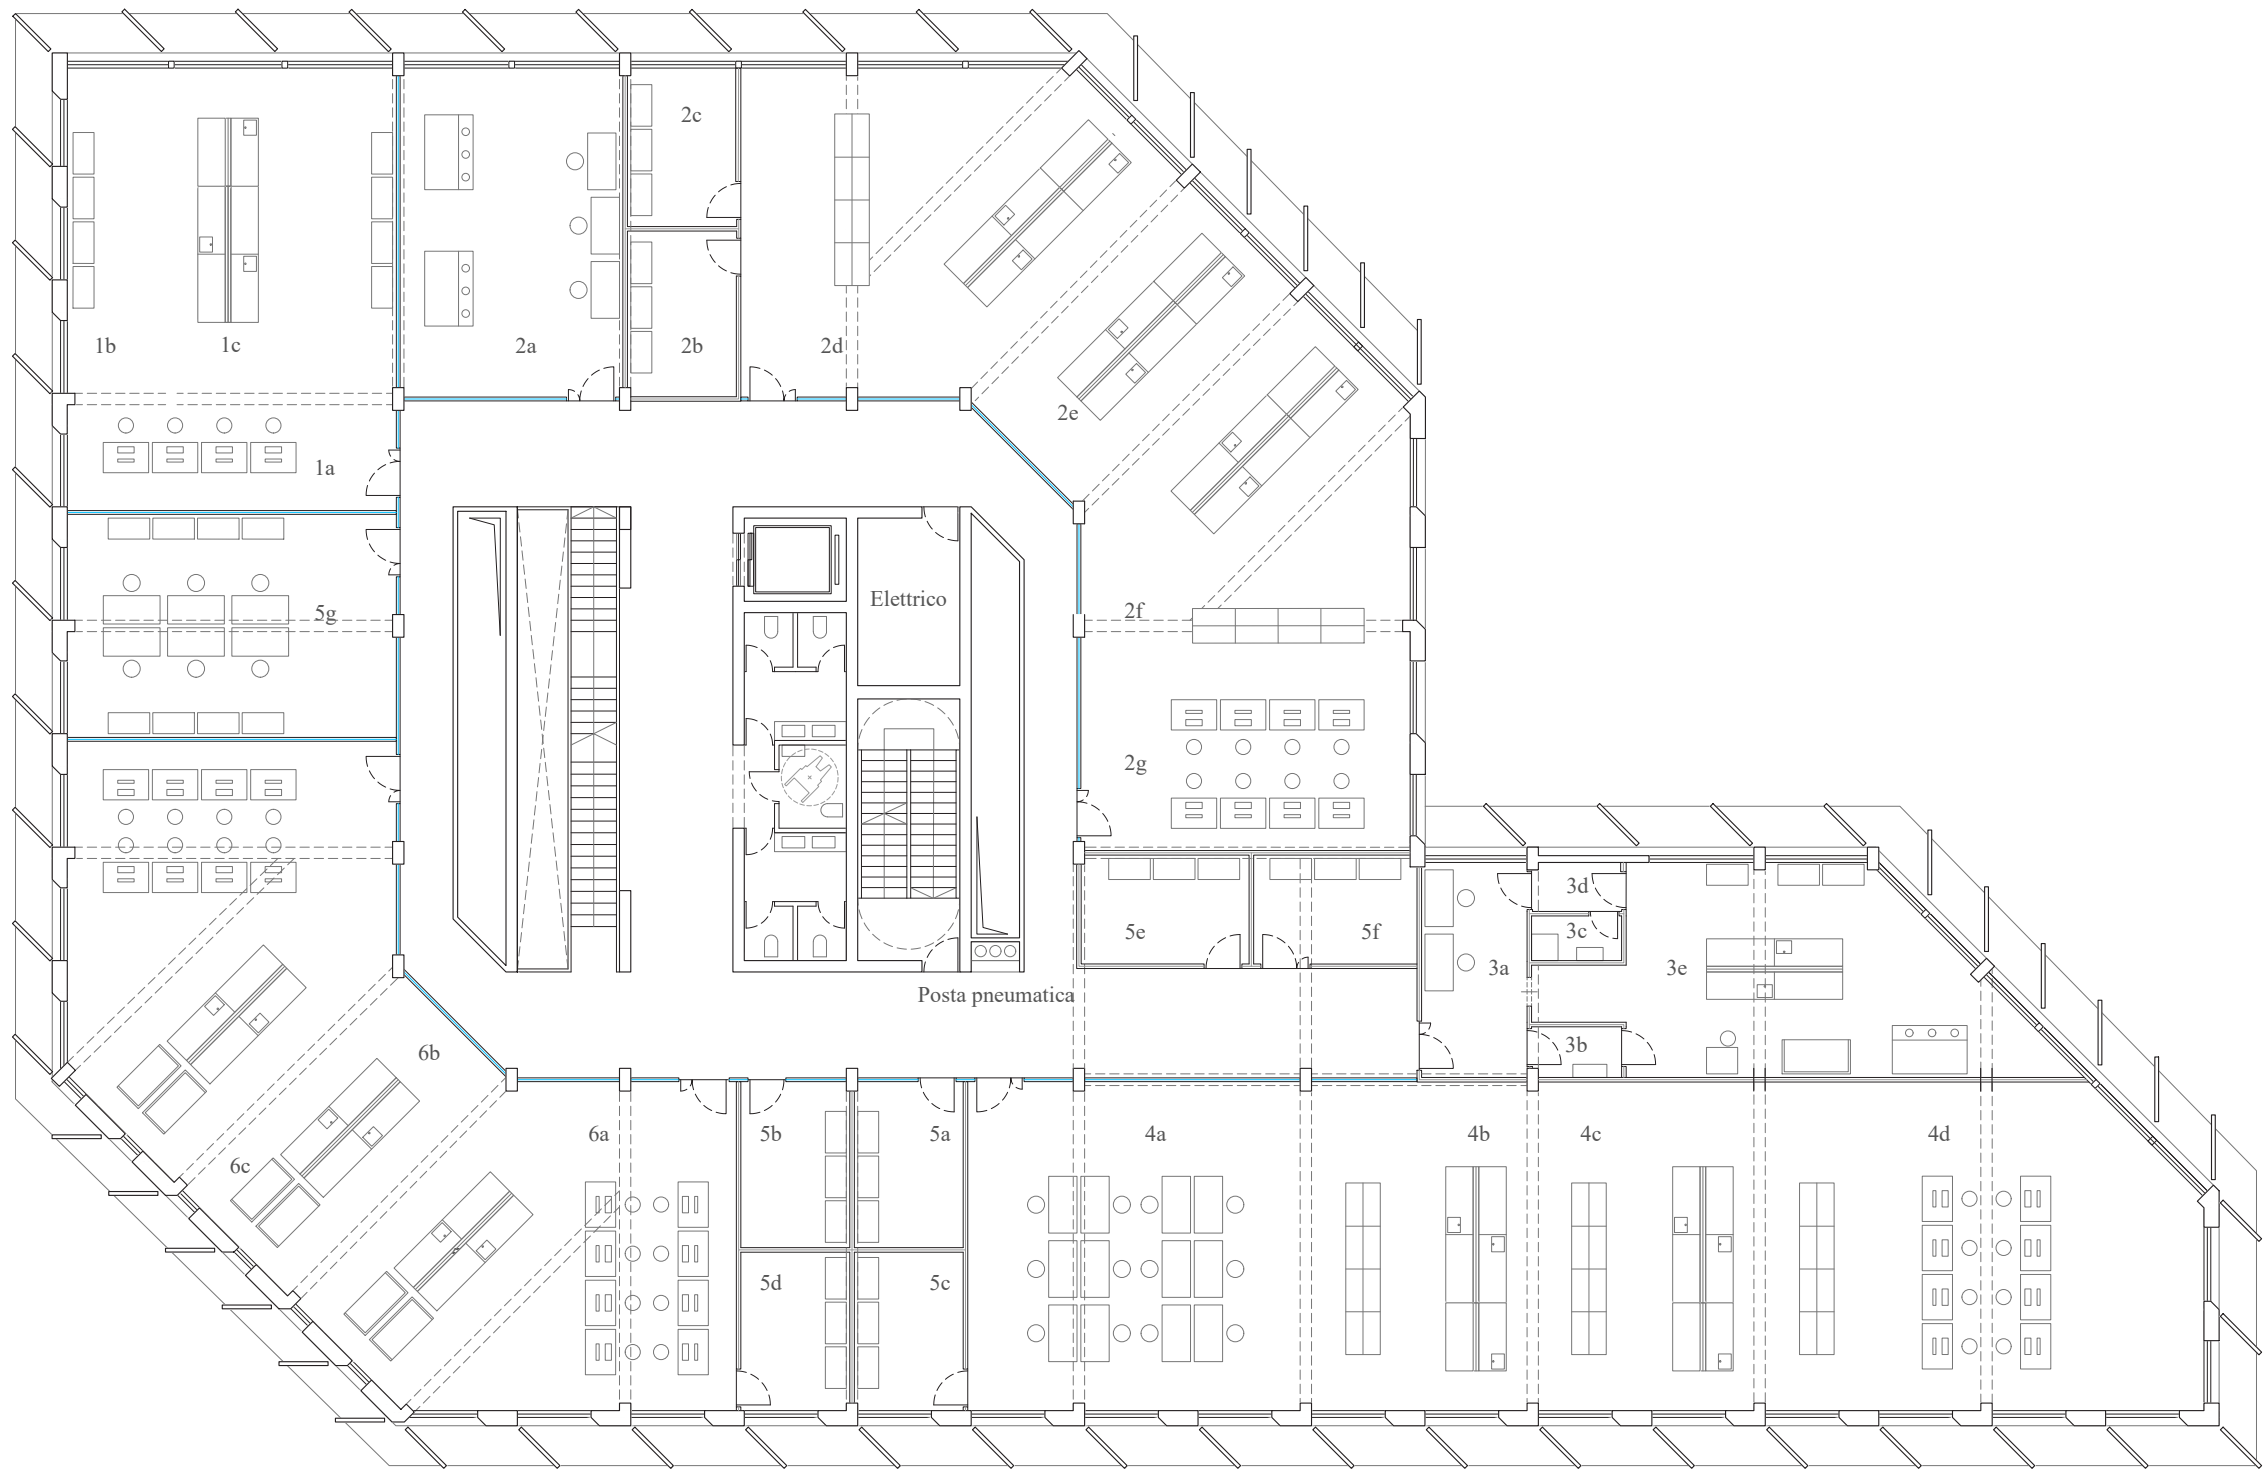 2c
1b
1c
2a
2b
2d
2e
1a
Elettrico
5g
2f
2g
3d
5e
5f
3c
3a
3e
Posta pneumatica
6b
3b
6a
5b
5a
4a
4b
4c
4d
6c
5d
5c